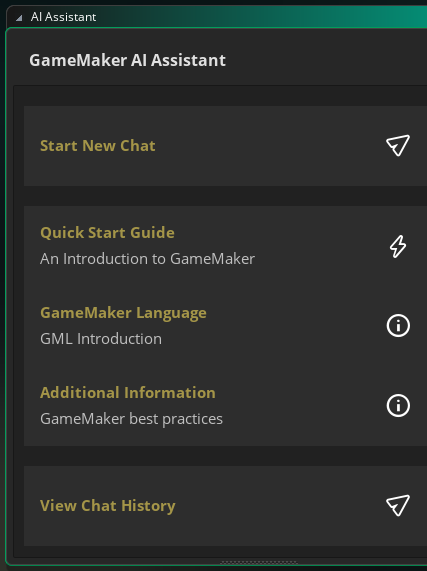 AI Assistant
GameMaker AI Assistant
Start New Chat
Quick Start Guide
An Introduction to GameMaker
GameMaker Language
GML Introduction
Additional Information
GameMaker best practices
View Chat History